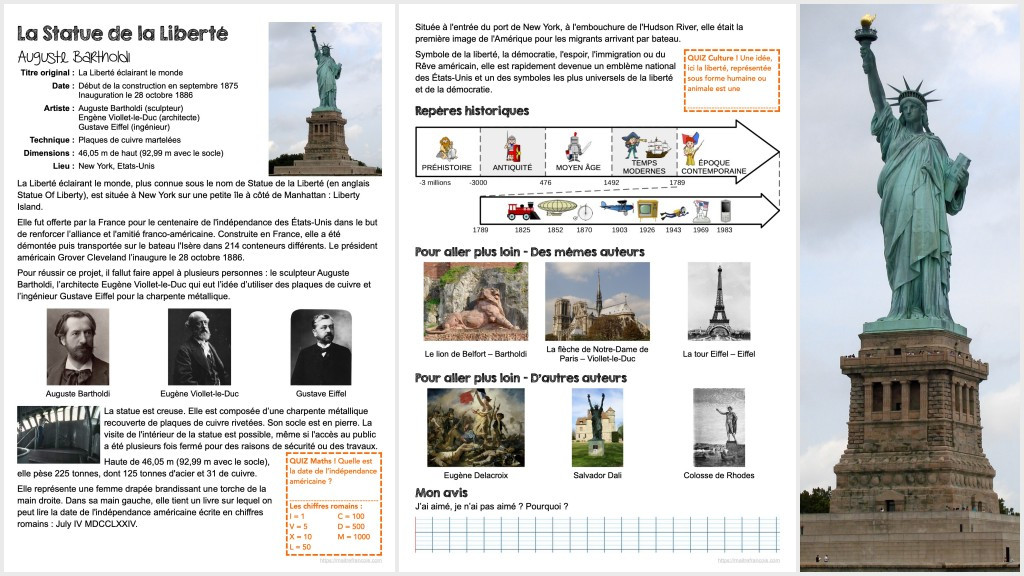 La Statue de la Liberté
Auguste Bartholdi
Titre original : La Liberté éclairant le monde
Date : Début de la construction en septembre 1875
Inauguration le 28 octobre 1886
Artiste : Auguste Bartholdi (sculpteur)
Eugène Viollet-le-Duc (architecte)
Gustave Eiffel (ingénieur)
Technique : Plaques de cuivre martelées
Dimensions : 46,05 m de haut (92,99 m avec le socle)
Lieu : New York, Etats-Unis
La Liberté éclairant le monde, plus connue sous le nom de Statue de la Liberté (en anglais
Statue Of Liberty), est située à New York sur une petite île à côté de Manhattan : Liberty
Island.
Elle fut offerte par la France pour le centenaire de l'indépendance des États-Unis dans le but
de renforcer l'alliance et l'amitié franco-américaine. Construite en France, elle a été
démontée puis transportée sur le bateau l'Isère dans 214 conteneurs différents. Le président
américain Grover Cleveland l'inaugure le 28 octobre 1886.
Pour réussir ce projet, il fallut faire appel à plusieurs personnes : le sculpteur Auguste
Bartholdi, l'architecte Eugène Viollet-le-Duc qui eut l'idée d'utiliser des plaques de cuivre et
l'ingénieur Gustave Eiffel pour la charpente métallique.
Auguste Bartholdi
Eugène Viollet-le-Duc
Gustave Eiffel
La statue est creuse. Elle est composée d'une charpente métallique
recouverte de plaques de cuivre rivetées. Son socle est en pierre. La
visite de l'intérieur de la statue est possible, même si l'accès au public
a été plusieurs fois fermé pour des raisons de sécurité ou des travaux.
Haute de 46,05 m (92,99 m avec le socle),
elle pèse 225 tonnes, dont 125 tonnes d'acier et 31 de cuivre.
Elle représente une femme drapée brandissant une torche de la
main droite. Dans sa main gauche, elle tient un livre sur lequel on
peut lire la date de l'indépendance américaine écrite en chiffres
romains : July IV MDCCLXXIV.
QUIZ Maths ! Quelle est
la date de l'indépendance
américaine ?
Les chiffres romains :
I = 1 C = 100
V = 5 D = 500
X = 10 M = 1000
L = 50
Située à l'entrée du port de New York, à l'embouchure de l'Hudson River, elle était la
première image de l'Amérique pour les migrants arrivant par bateau.
Symbole de la liberté, la démocratie, l'espoir, l'immigration ou du
Rêve américain, elle est rapidement devenue un emblème national
des États-Unis et un des symboles les plus universels de la liberté
et de la démocratie.
QUIZ Culture ! Une idée,
ici la liberté, représentée
sous forme humaine ou
animale est une
Repères historiques
PRÉHISTOIRE ANTIQUITÉ MOYEN ÂGE TEMPS MODERNES ÉPOQUE CONTEMPORAINE
-3 millions -3000 476 1492 1789
1789 1825 1852 1870 1903 1926 1943 1969 1983
Pour aller plus loin - Des mêmes auteurs
Le lion de Belfort – Bartholdi
La flèche de Notre-Dame de
Paris – Viollet-le-Duc
La tour Eiffel – Eiffel
Pour aller plus loin - D'autres auteurs
Eugène Delacroix
Salvador Dali
Colosse de Rhodes
Mon avis
J'ai aimé, je n'ai pas aimé ? Pourquoi ?